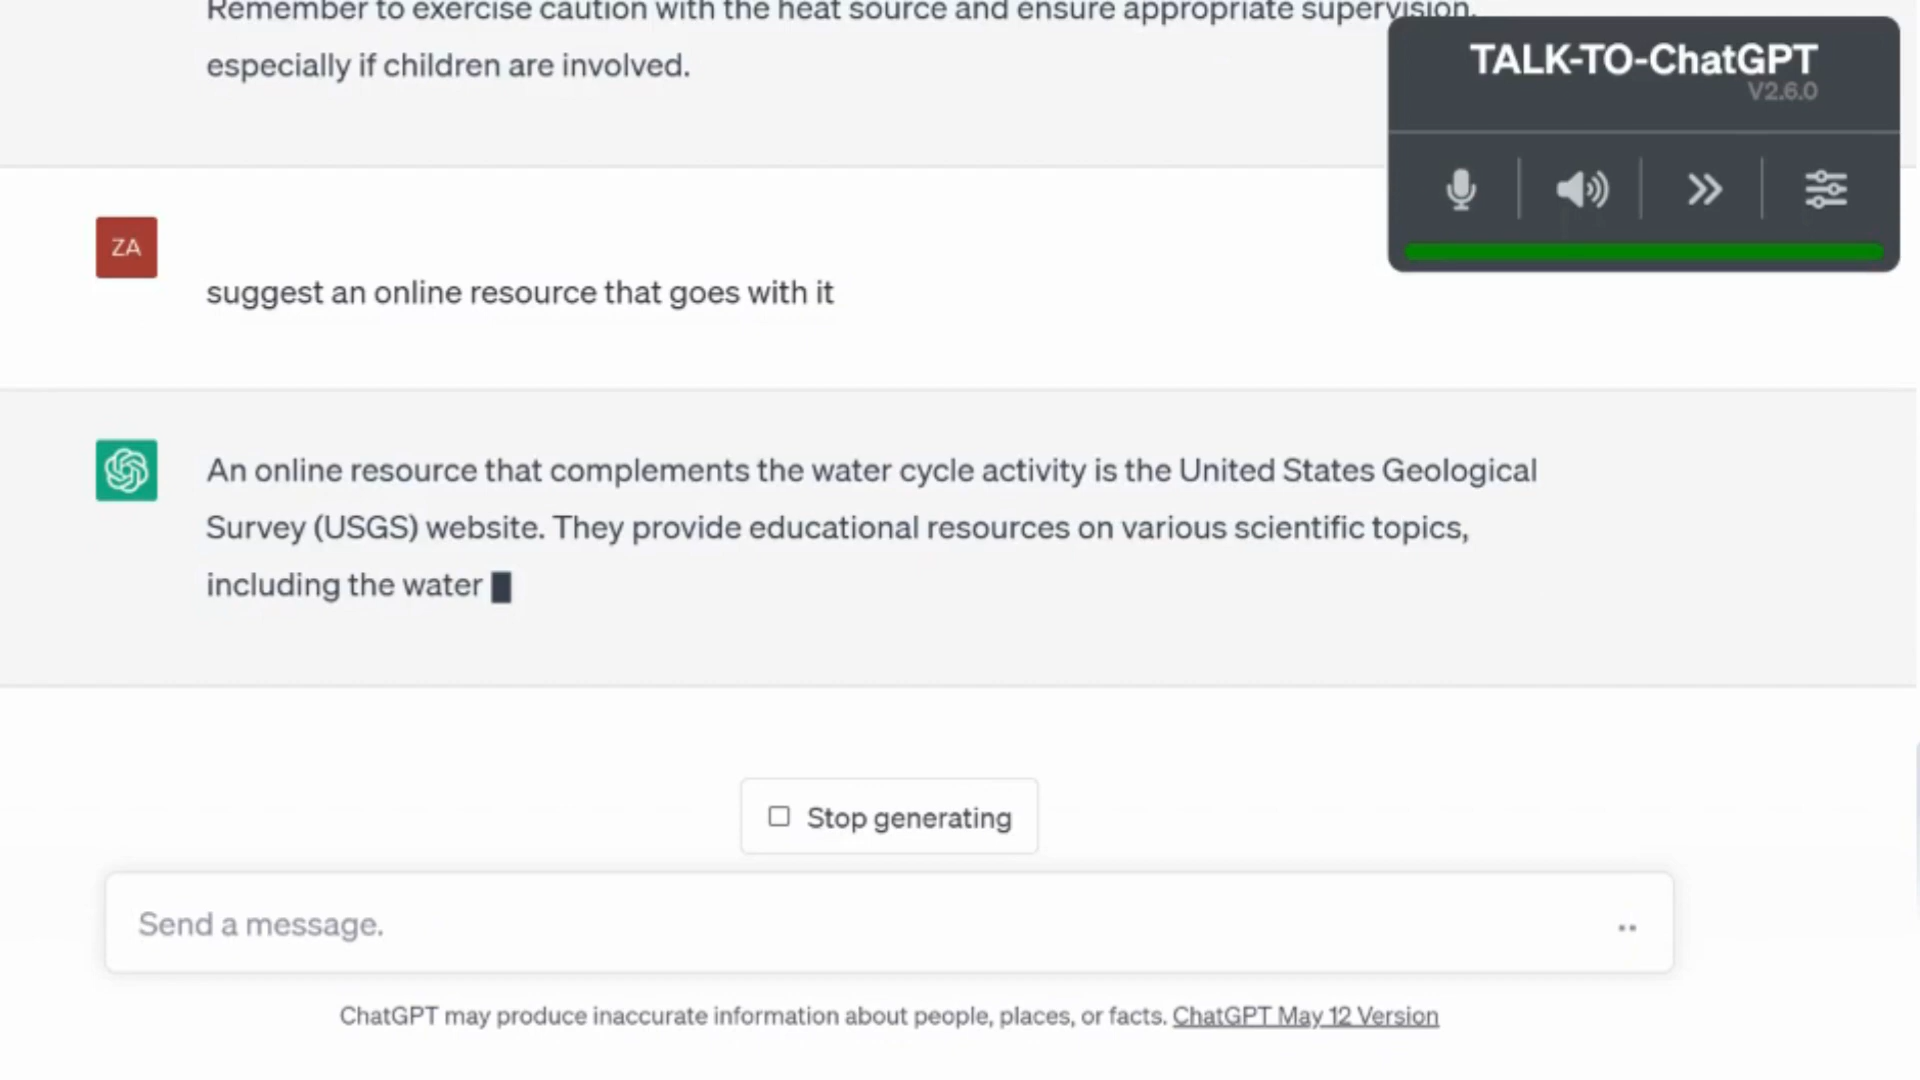 Remember to exercise caution with the heat source and ensure appropriate supervision,
especially if children are involved.
TALK-TO-ChatGPT
V2.6.0
ZA
suggest an online resource that goes with it
An online resource that complements the water cycle activity is the United States Geological
Survey (USGS) website. They provide educational resources on various scientific topics,
including the water
Stop generating
Send a message.
ChatGPT may produce inaccurate information about people, places, or facts. ChatGPT May 12 Version